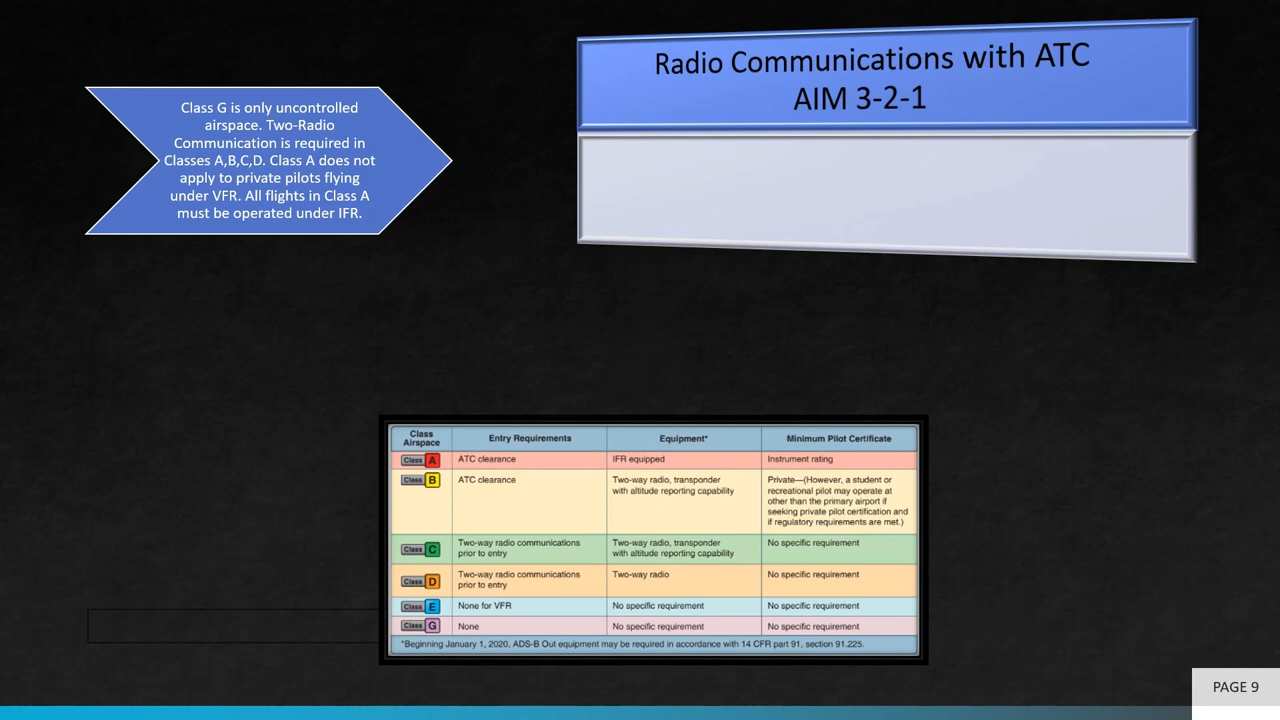 Radio Communications with ATC
AIM 3-2-1
Class G is only uncontrolled
airspace. Two-Radio
Communication is required in
Classes A,B,C,D. Class A does not
apply to private pilots flying
under VFR. All flights in Class A
must be operated under IFR.
Class Airspace Entry Requirements Equipment* Minimum Pilot Certificate
Class A ATC clearance IFR equipped Instrument rating
Class B ATC clearance Two-way radio, transponder Private—(However, a student or
with altitude reporting capability recreational pilot may operate at
other than the primary airport if
seeking private pilot certification and
if regulatory requirements are met.)
Class C Two-way radio communications Two-way radio, transponder No specific requirement
prior to entry with altitude reporting capability
Class D Two-way radio communications Two-way radio No specific requirement
prior to entry
Class E None for VFR No specific requirement No specific requirement
Class G None No specific requirement No specific requirement
*Beginning January 1, 2020, ADS-B Out equipment may be required in accordance with 14 CFR part 91, section 91.225.
PAGE 9